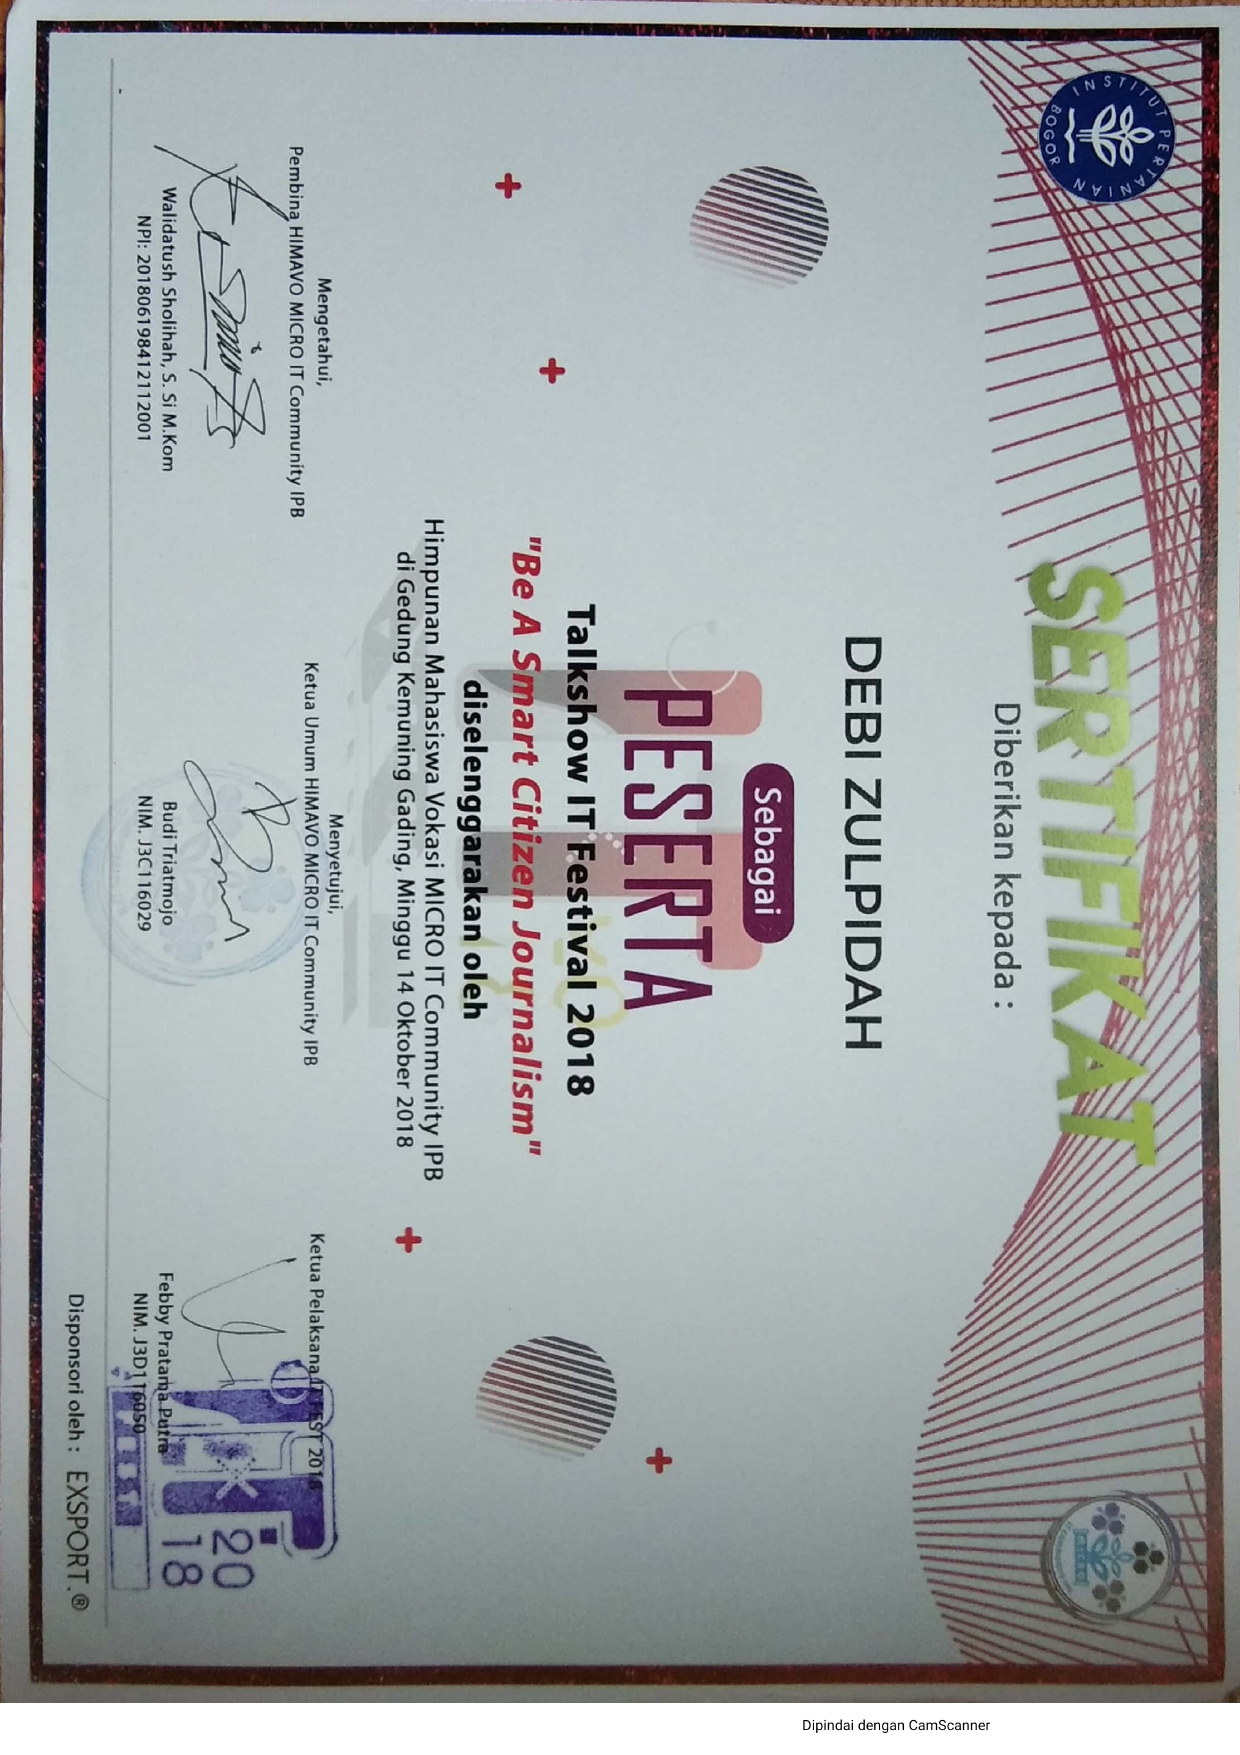 INSTITUT PERTANIAN
BOGOR
MICRO
SERTIFIKAT
Diberikan kepada :
DEBI ZULPIDAH
Sebagai
PESERTA
Talkshow IT Festival 2018
"Be A Smart Citizen Journalism"
diselenggarakan oleh
Himpunan Mahasiswa Vokasi MICRO IT Community IPB
di Gedung Kemuning Gading, Minggu 14 Oktober 2018
Mengetahui,
Pembina HIMAVO MICRO IT Community IPB
Walidatush Sholihah, S. Si M.Kom
NPI: 201806198412112001
Menyetujui,
Ketua Umum HIMAVO MICRO IT Community IPB
Budi Triatmojo
NIM. J3C116029
Ketua Pelaksana IT FEST 2018
Febby Pratama Putra
NIM. J3D116050
IT
20
18
FEST
Disponsori oleh : EXSPORT.®
Dipindai dengan CamScanner